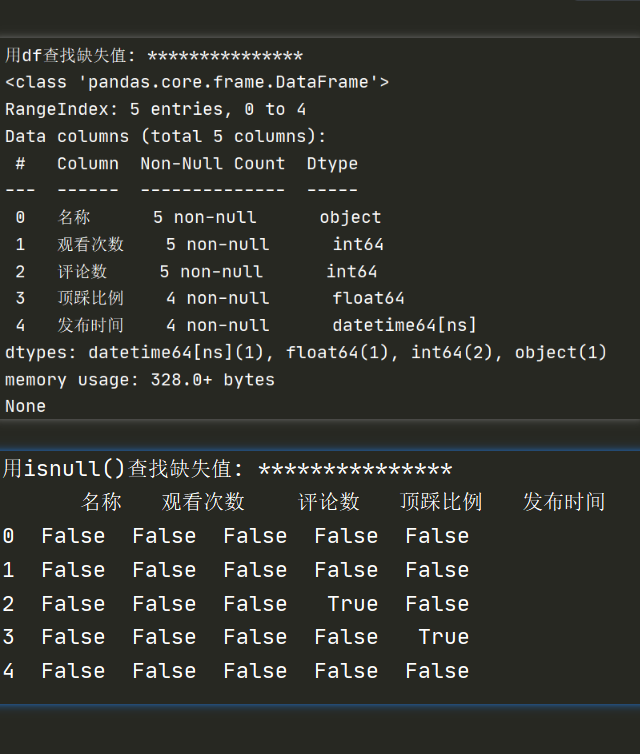 用df查找缺失值: ***************
<class 'pandas.core.frame.DataFrame'>
RangeIndex: 5 entries, 0 to 4
Data columns (total 5 columns):
 #   Column  Non-Null Count  Dtype
---  ------  --------------  -----
 0   名称      5 non-null      object
 1   观看次数    5 non-null      int64
 2   评论数     5 non-null      int64
 3   顶踩比例    4 non-null      float64
 4   发布时间    4 non-null      datetime64[ns]
dtypes: datetime64[ns](1), float64(1), int64(2), object(1)
memory usage: 328.0+ bytes
None
用isnull()查找缺失值: ***************
      名称   观看次数    评论数   顶踩比例   发布时间
0  False  False  False  False  False
1  False  False  False  False  False
2  False  False  False   True  False
3  False  False  False  False   True
4  False  False  False  False  False